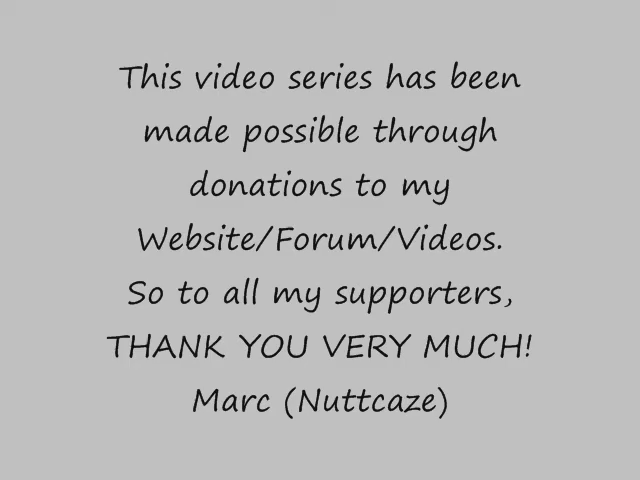 This video series has been
made possible through
donations to my
Website/Forum/Videos.
So to all my supporters,
THANK YOU VERY MUCH!
Marc (Nuttcaze)